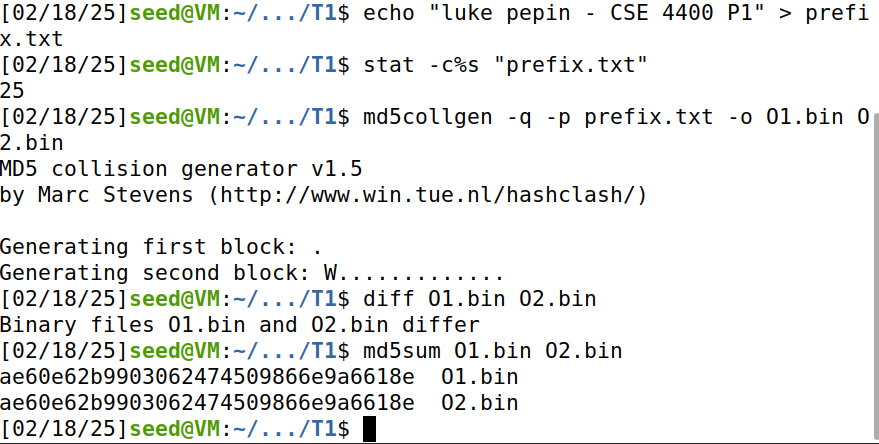 [02/18/25]seed@VM:~/.../T1$ echo "luke pepin - CSE 4400 P1" > prefi
x.txt
[02/18/25]seed@VM:~/.../T1$ stat -c%s "prefix.txt"
25
[02/18/25]seed@VM:~/.../T1$ md5collgen -q -p prefix.txt -o O1.bin O
2.bin
MD5 collision generator v1.5
by Marc Stevens (http://www.win.tue.nl/hashclash/)

Generating first block: .
Generating second block: W.............
[02/18/25]seed@VM:~/.../T1$ diff O1.bin O2.bin
Binary files O1.bin and O2.bin differ
[02/18/25]seed@VM:~/.../T1$ md5sum O1.bin O2.bin
ae60e62b9903062474509866e9a6618e  O1.bin
ae60e62b9903062474509866e9a6618e  O2.bin
[02/18/25]seed@VM:~/.../T1$